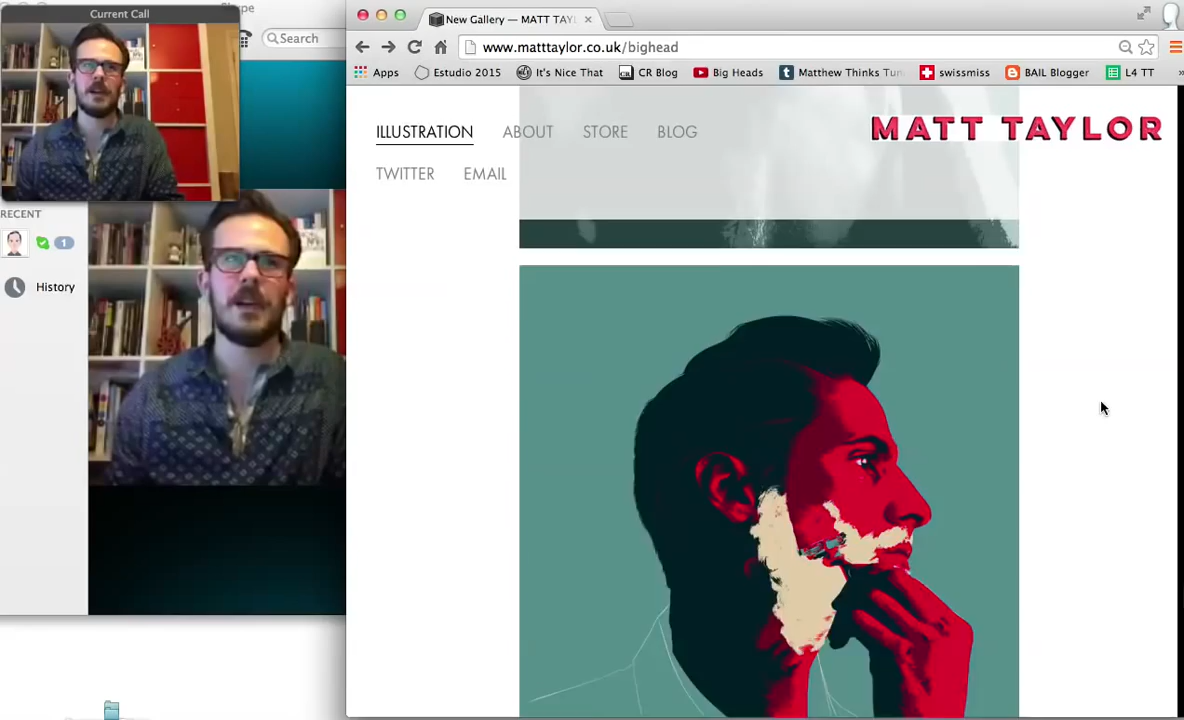 Current Call
Search
RECENT
1
History
New Gallery — MATT TAY
www.matttaylor.co.uk/bighead
Apps
Estudio 2015
It's Nice That
CR Blog
Big Heads
Matthew Thinks Tun
swissmiss
BAIL Blogger
L4 TT
»
ILLUSTRATION
ABOUT
STORE
BLOG
TWITTER
EMAIL
MATT TAYLOR